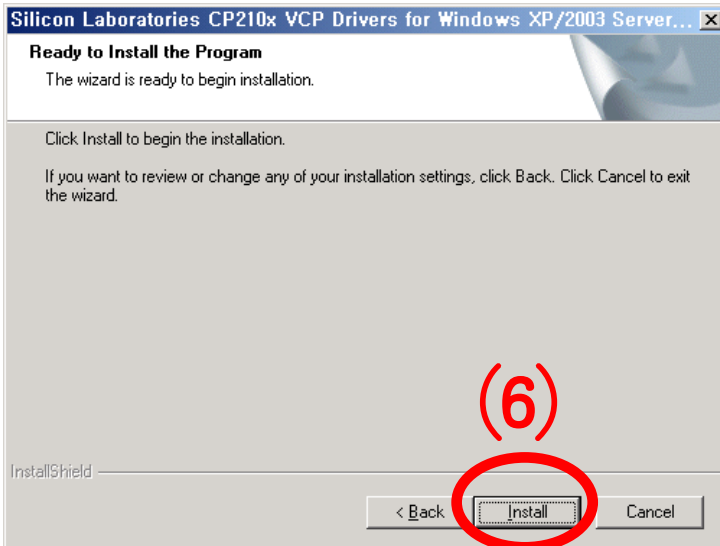 Silicon Laboratories CP210x VCP Drivers for Windows XP/2003 Server...
Ready to Install the Program
The wizard is ready to begin installation.
Click Install to begin the installation.
If you want to review or change any of your installation settings, click Back. Click Cancel to exit
the wizard.
(6)
InstallShield
< Back Install Cancel